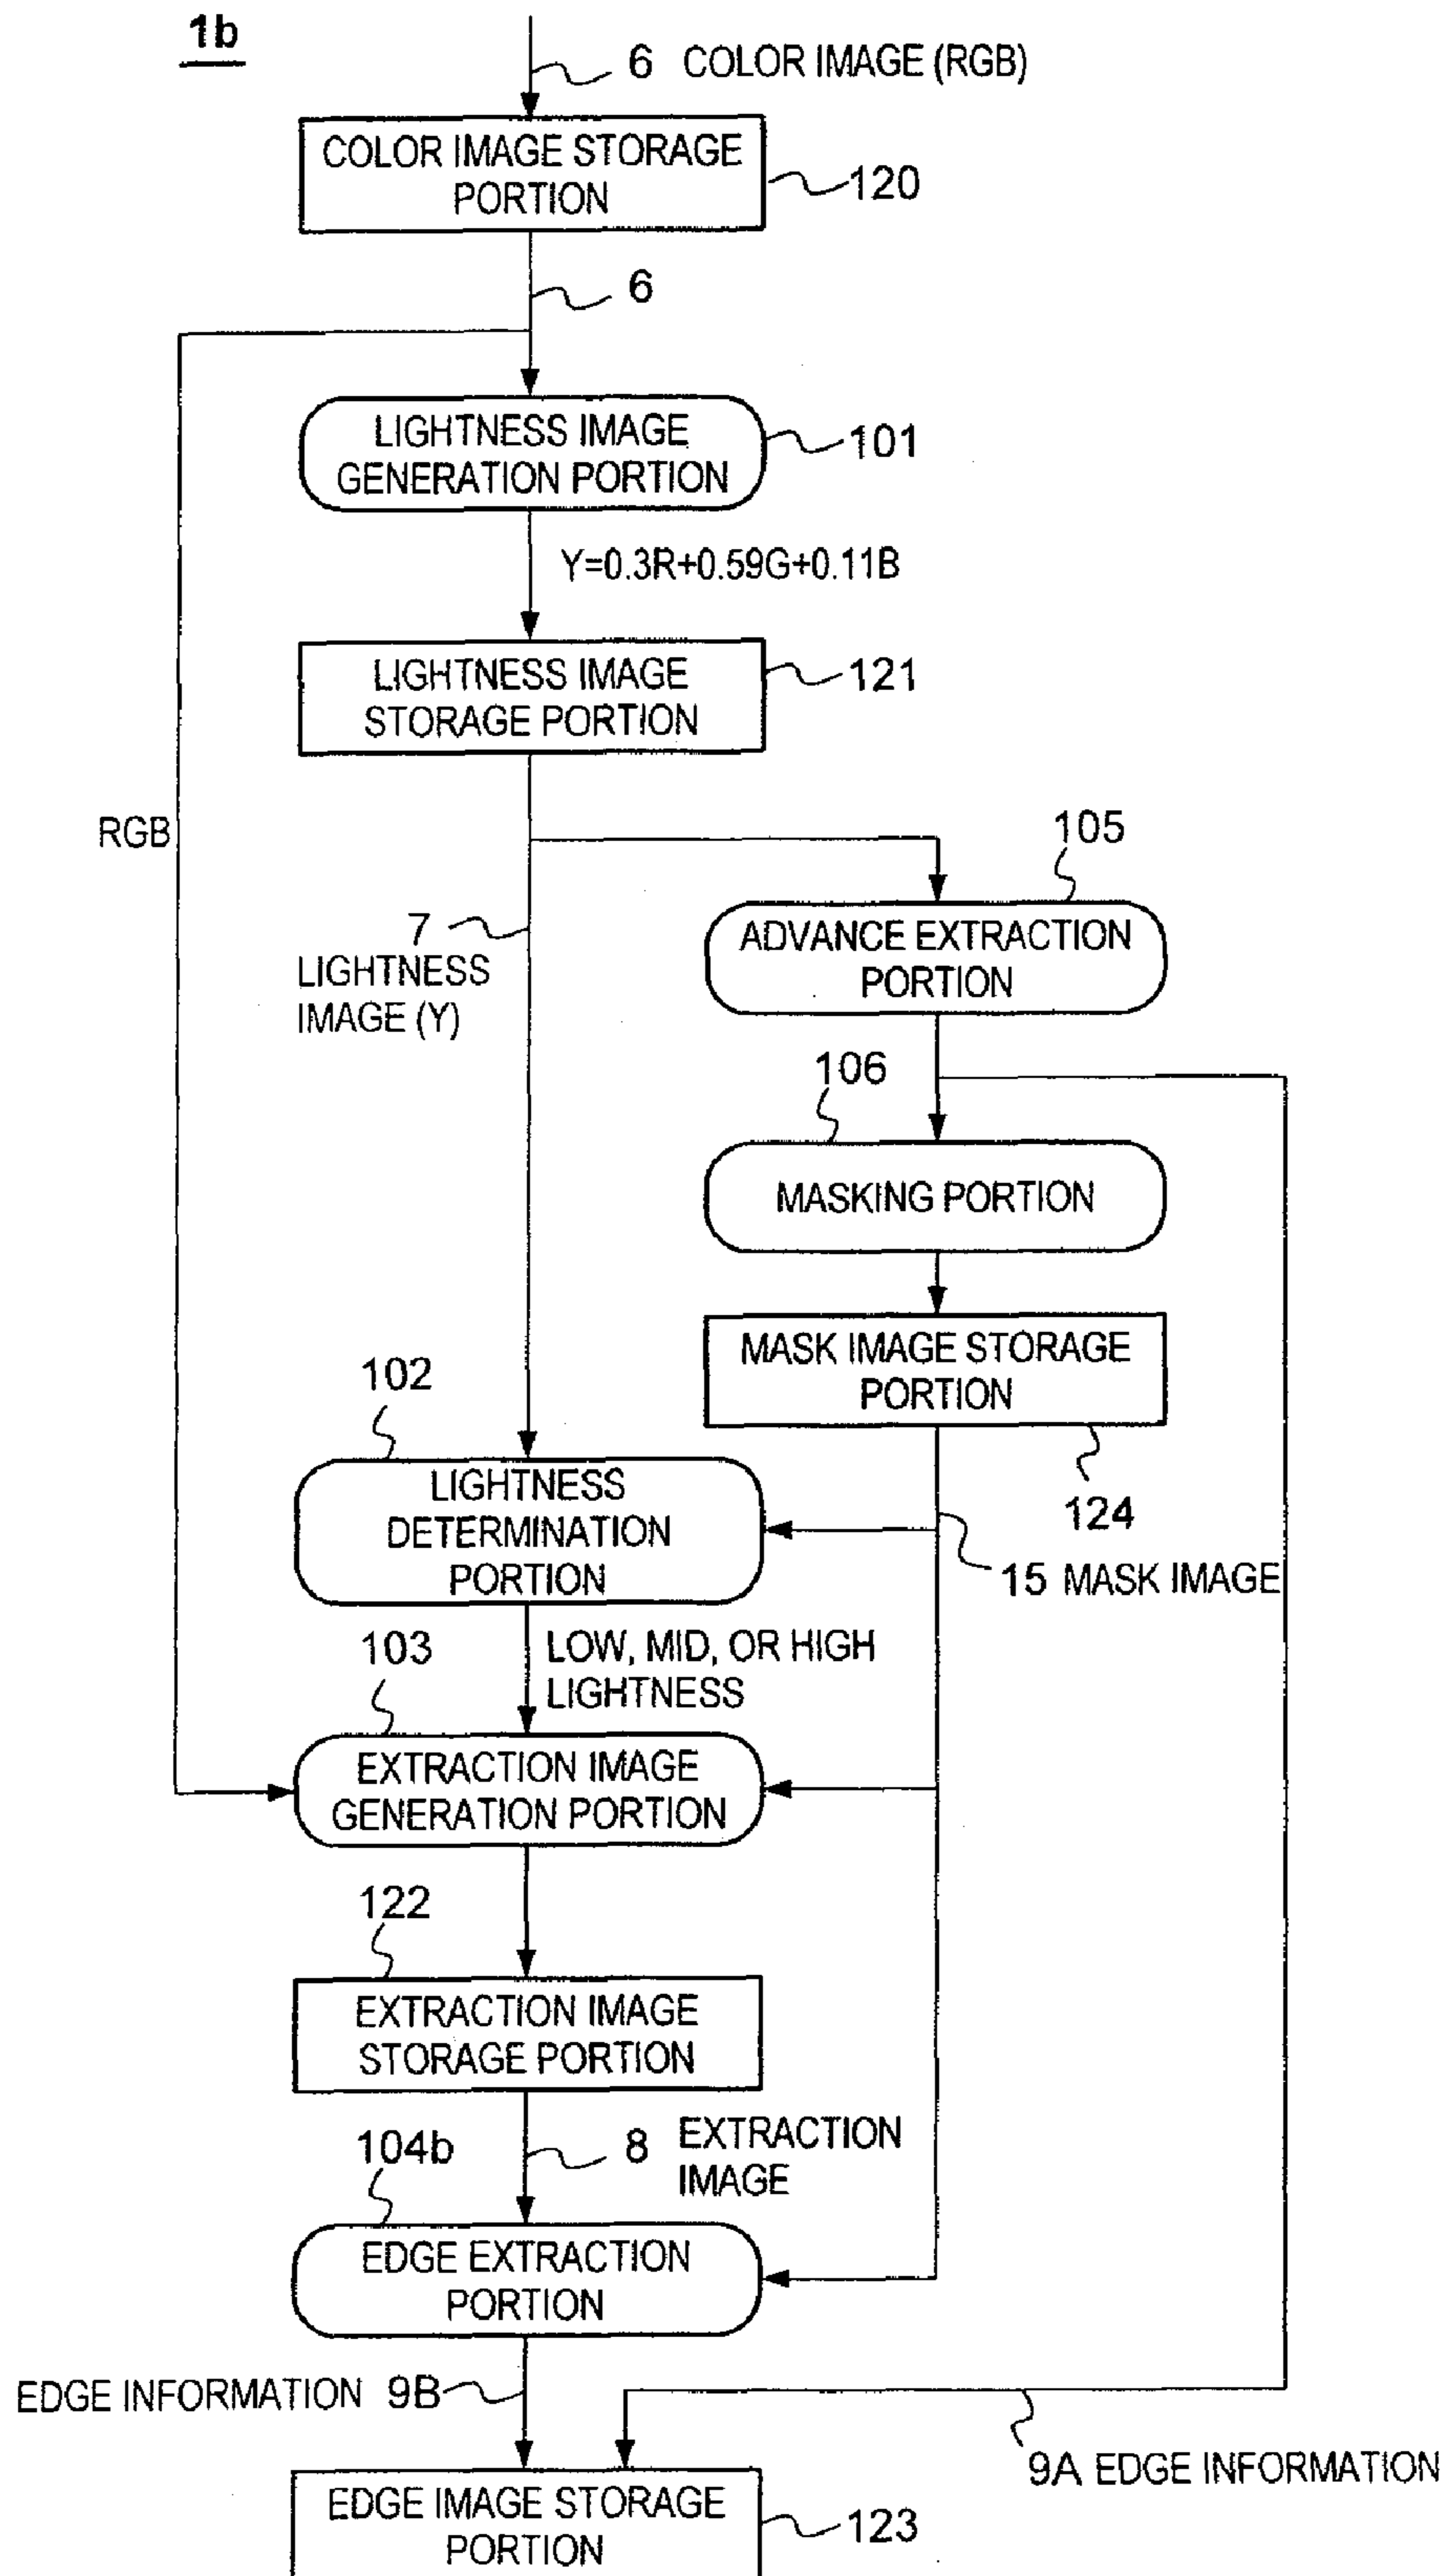 1b
6 COLOR IMAGE (RGB)
COLOR IMAGE STORAGE
PORTION
120
6
LIGHTNESS IMAGE
GENERATION PORTION
101
Y=0.3R+0.59G+0.11B
LIGHTNESS IMAGE
STORAGE PORTION
121
RGB
105
7
LIGHTNESS
IMAGE (Y)
ADVANCE EXTRACTION
PORTION
106
MASKING PORTION
MASK IMAGE STORAGE
PORTION
124
102
LIGHTNESS
DETERMINATION
PORTION
15 MASK IMAGE
103
LOW, MID, OR HIGH
LIGHTNESS
EXTRACTION IMAGE
GENERATION PORTION
122
EXTRACTION IMAGE
STORAGE PORTION
104b
8 EXTRACTION
IMAGE
EDGE EXTRACTION
PORTION
EDGE INFORMATION 9B
9A EDGE INFORMATION
EDGE IMAGE STORAGE
PORTION
123